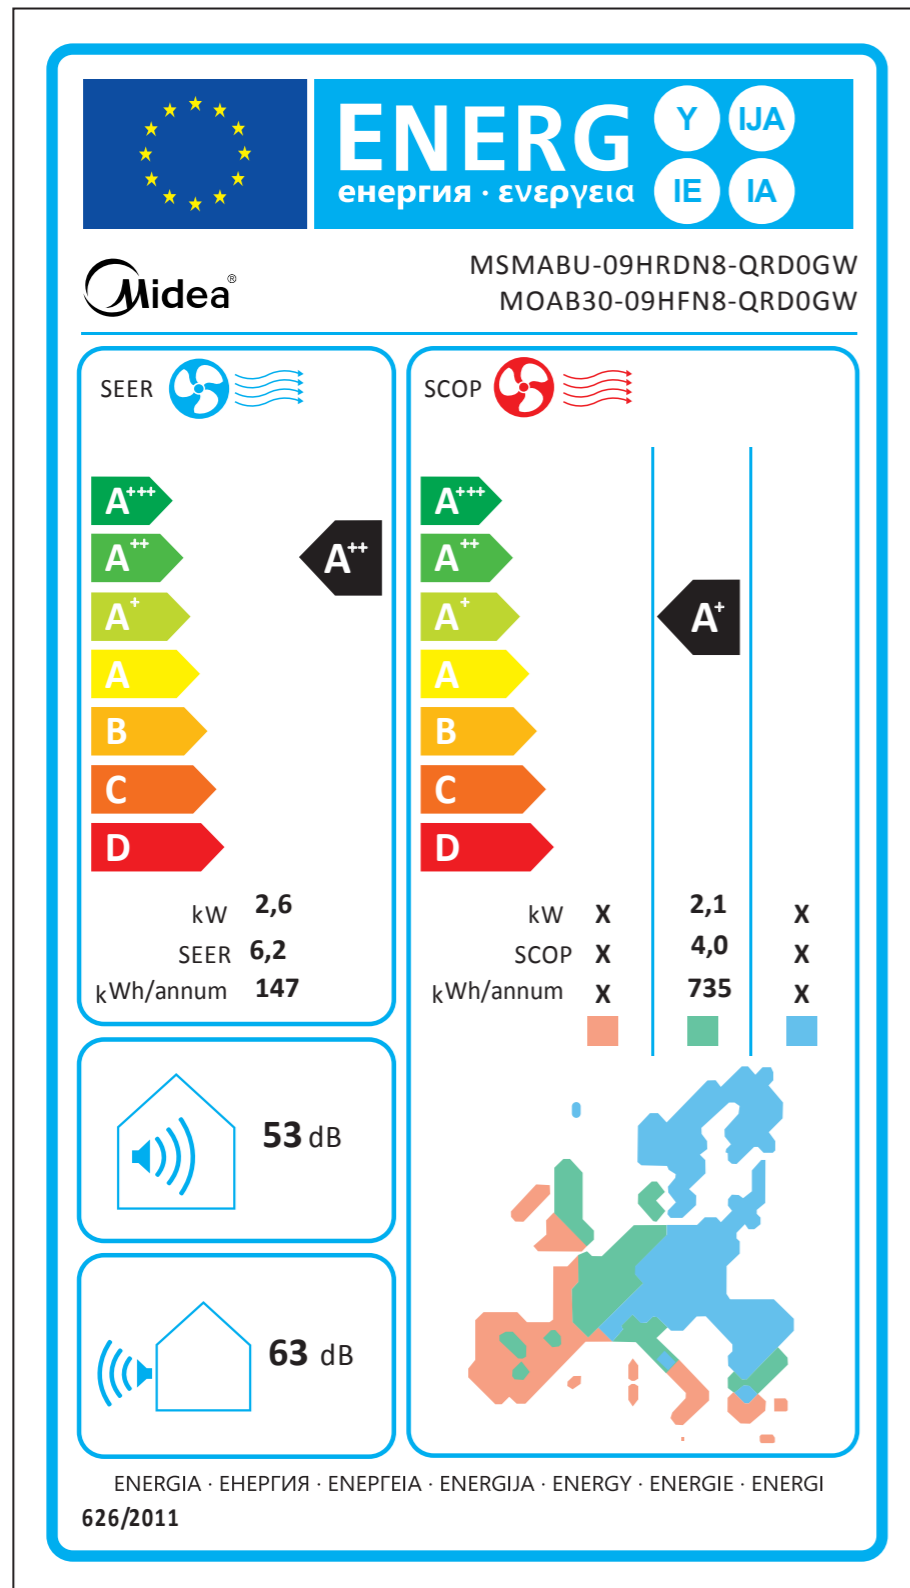 ENERG Y IJA
енергия · ενεργεια IE IA
Midea®
MSMABU-09HRDN8-QRD0GW
MOAB30-09HFN8-QRD0GW
SEER
A+++
A++
A+
A
B
C
D
A++
kW 2,6
SEER 6,2
kWh/annum 147
SCOP
A+++
A++
A+
A
B
C
D
A+
kW X 2,1 X
SCOP X 4,0 X
kWh/annum X 735 X
53 dB
63 dB
ENERGIA · ЕНЕРГИЯ · ΕΝΕΡΓΕΙΑ · ENERGIJA · ENERGY · ENERGIE · ENERGI
626/2011